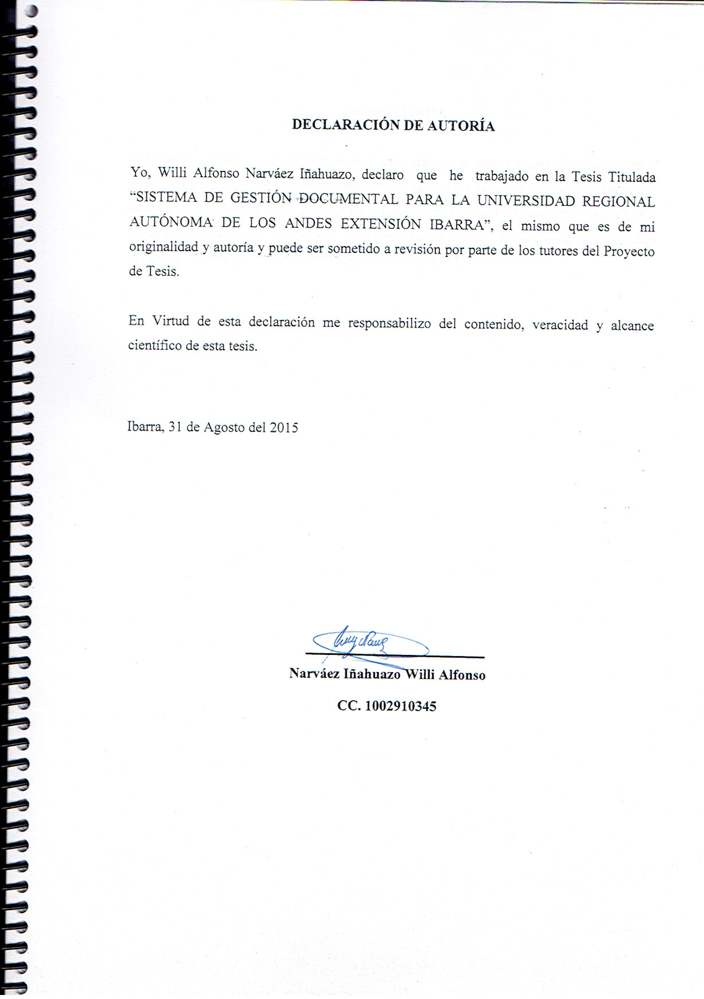 DECLARACIÓN DE AUTORÍA
Yo, Willi Alfonso Narváez Iñahuazo, declaro que he trabajado en la Tesis Titulada
“SISTEMA DE GESTIÓN DOCUMENTAL PARA LA UNIVERSIDAD REGIONAL
AUTÓNOMA DE LOS ANDES EXTENSIÓN IBARRA”, el mismo que es de mi
originalidad y autoría y puede ser sometido a revisión por parte de los tutores del Proyecto
de Tesis.
En Virtud de esta declaración me responsabilizo del contenido, veracidad y alcance
científico de esta tesis.
Ibarra, 31 de Agosto del 2015
Narváez Iñahuazo Willi Alfonso
CC. 1002910345